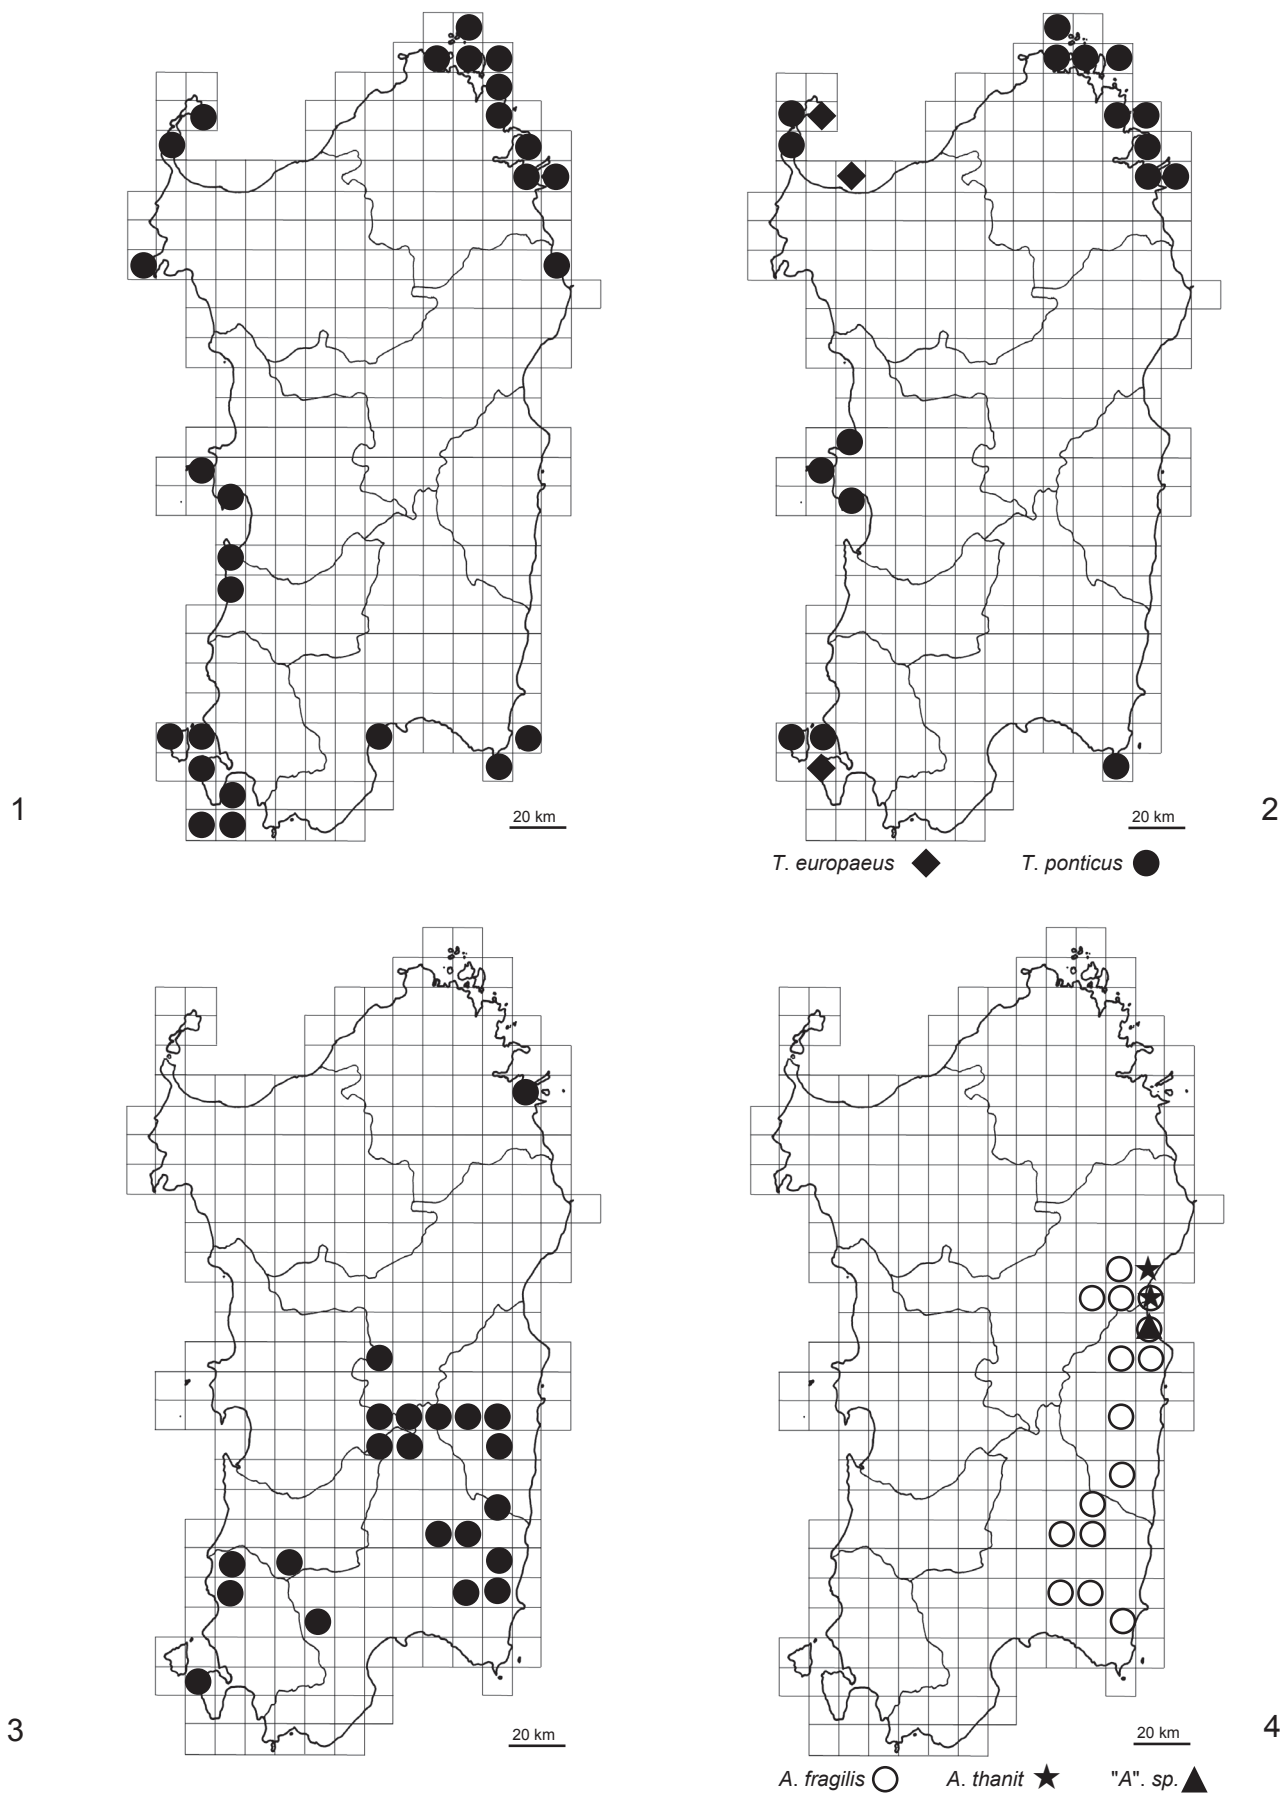 1
20 km
2
20 km
T. europaeus
T. ponticus
3
20 km
4
20 km
A. fragilis
A. thanit
"A". sp.